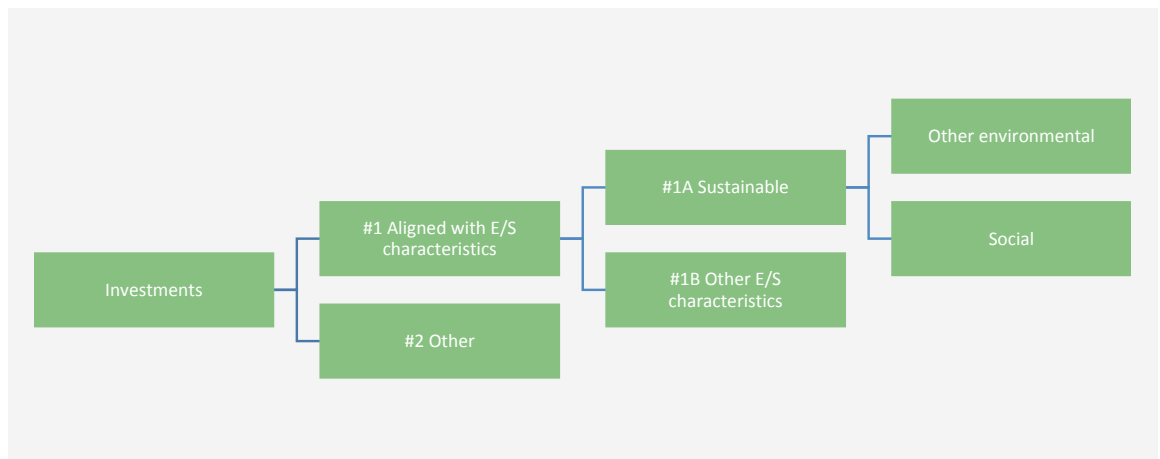 Investments
#1 Aligned with E/S
characteristics
#2 Other
#1A Sustainable
#1B Other E/S
characteristics
Other environmental
Social